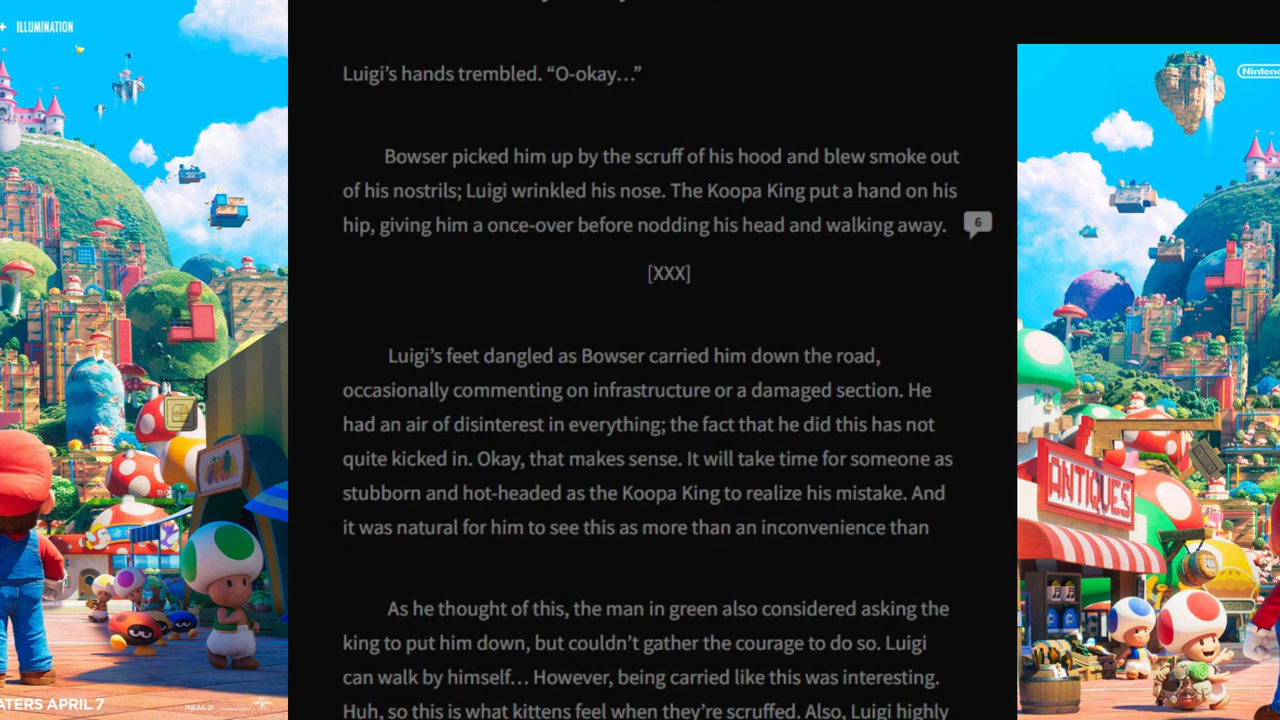 ILLUMINATION
Luigi’s hands trembled. “O-okay…”
Nintendo
Bowser picked him up by the scruff of his hood and blew smoke out
of his nostrils; Luigi wrinkled his nose. The Koopa King put a hand on his
hip, giving him a once-over before nodding his head and walking away.
6
[XXX]
Luigi’s feet dangled as Bowser carried him down the road,
occasionally commenting on infrastructure or a damaged section. He
had an air of disinterest in everything; the fact that he did this has not
quite kicked in. Okay, that makes sense. It will take time for someone as
stubborn and hot-headed as the Koopa King to realize his mistake. And
it was natural for him to see this as more than an inconvenience than
ANTIQUES
As he thought of this, the man in green also considered asking the
king to put him down, but couldn’t gather the courage to do so. Luigi
can walk by himself… However, being carried like this was interesting.
Huh, so this is what kittens feel when they’re scruffed. Also, Luigi highly
ATERS APRIL 7
REALD